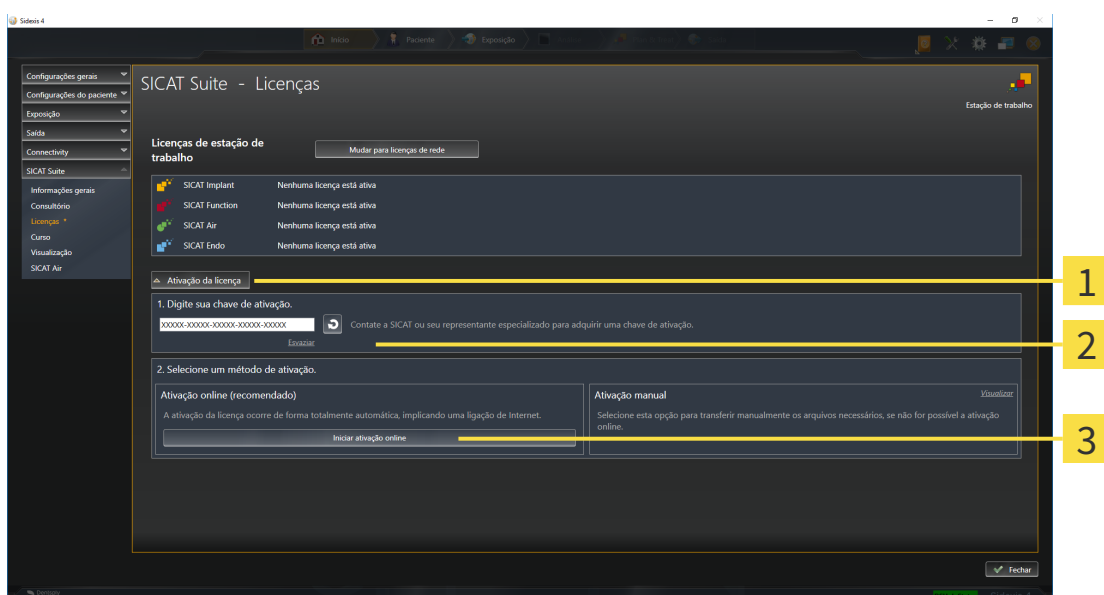 Sidexis 4
Início
Paciente
Exposição
Configurações gerais
Configurações do paciente
Exposição
Saída
Connectivity
SICAT Suite
Informações gerais
Consultório
Licenças *
Curso
Visualização
SICAT Air
SICAT Suite - Licenças
Estação de trabalho
Licenças de estação de
trabalho
Mudar para licenças de rede
SICAT Implant Nenhuma licença está ativa
SICAT Function Nenhuma licença está ativa
SICAT Air Nenhuma licença está ativa
SICAT Endo Nenhuma licença está ativa
Ativação da licença
1
1. Digite sua chave de ativação.
XXXXX-XXXXX-XXXXX-XXXXX-XXXXX
Contate a SICAT ou seu representante especializado para adquirir uma chave de ativação.
Esvaziar
2
2. Selecione um método de ativação.
Ativação online (recomendado)
A ativação da licença ocorre de forma totalmente automática, implicando uma ligação de Internet.
Iniciar ativação online
Ativação manual
Visualizar
Selecione esta opção para transferir manualmente os arquivos necessários, se não for possível a ativação
online.
3
Fechar